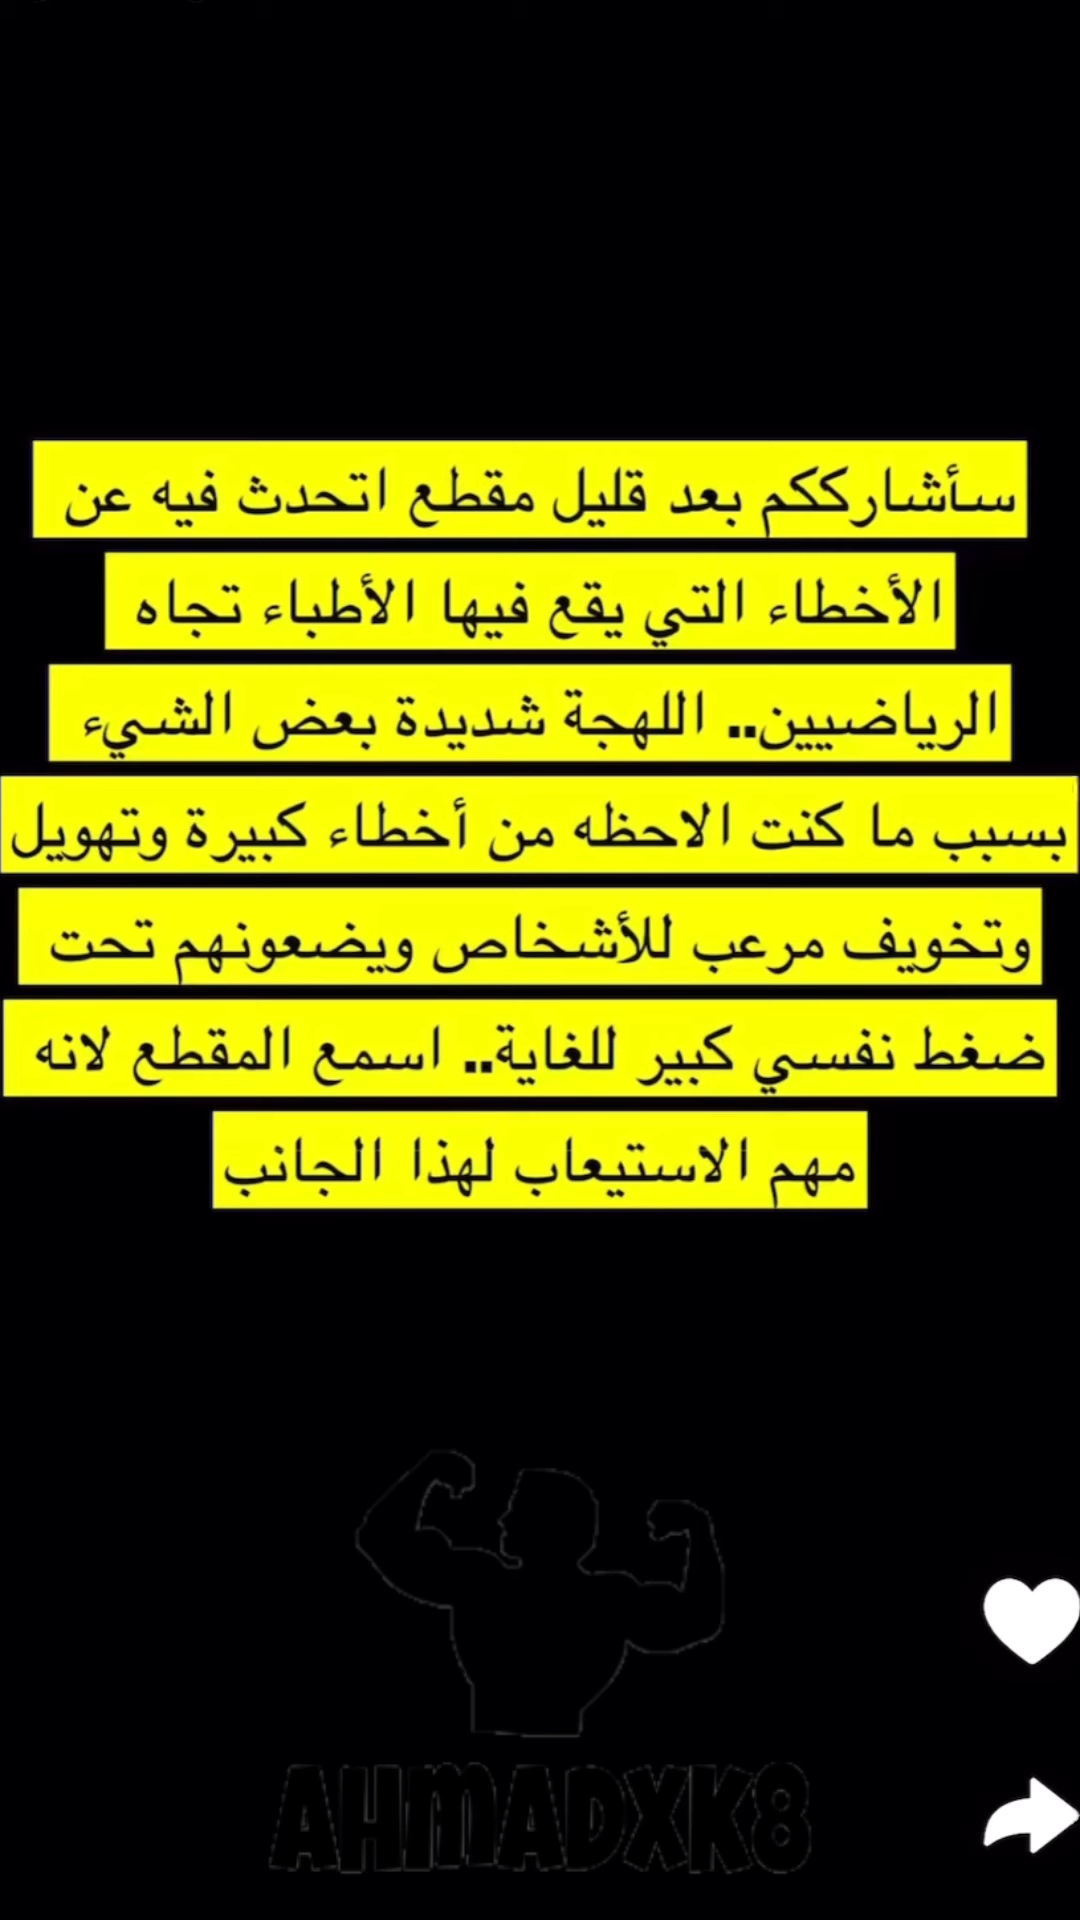 سأشارككم بعد قليل مقطع اتحدث فيه عن
الأخطاء التي يقع فيها الأطباء تجاه
الرياضيين.. اللهجة شديدة بعض الشيء
بسبب ما كنت الاحظه من أخطاء كبيرة وتهويل
وتخويف مرعب للأشخاص ويضعونهم تحت
ضغط نفسي كبير للغاية.. اسمع المقطع لانه
مهم الاستيعاب لهذا الجانب
AHMADXK8